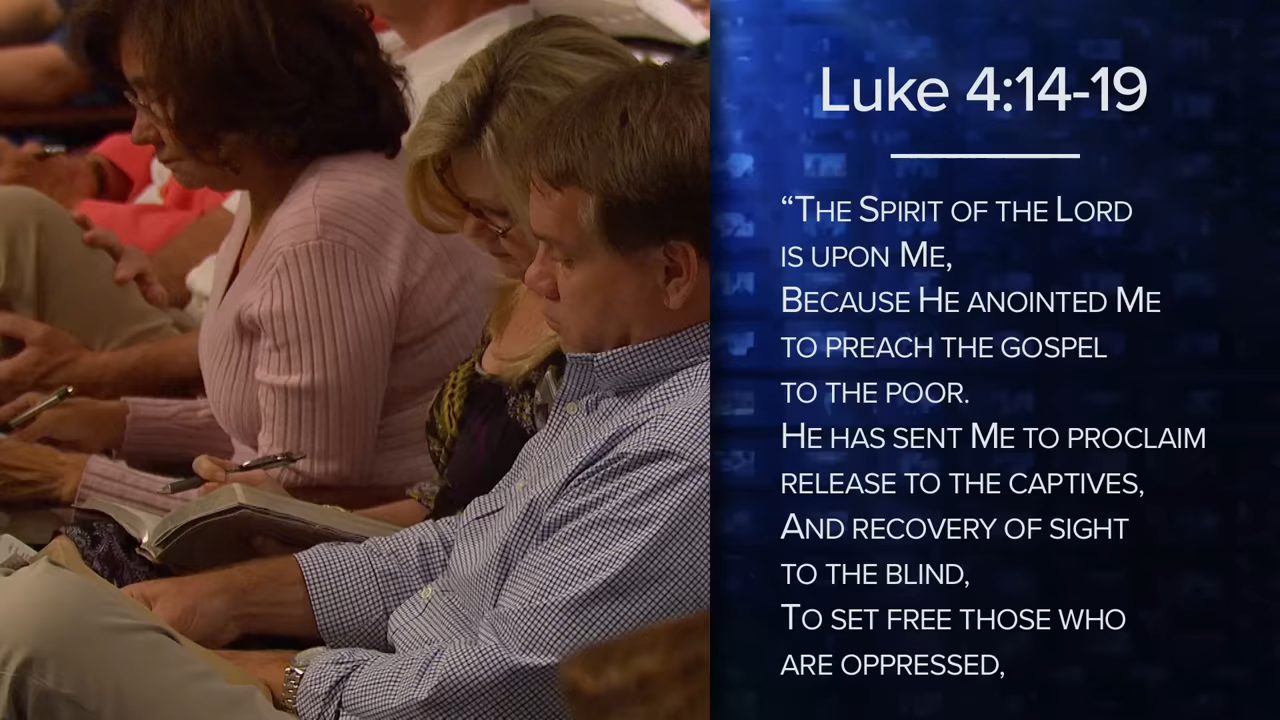 Luke 4:14-19
“The Spirit of the Lord
is upon Me,
Because He anointed Me
to preach the gospel
to the poor.
He has sent Me to proclaim
release to the captives,
And recovery of sight
to the blind,
To set free those who
are oppressed,